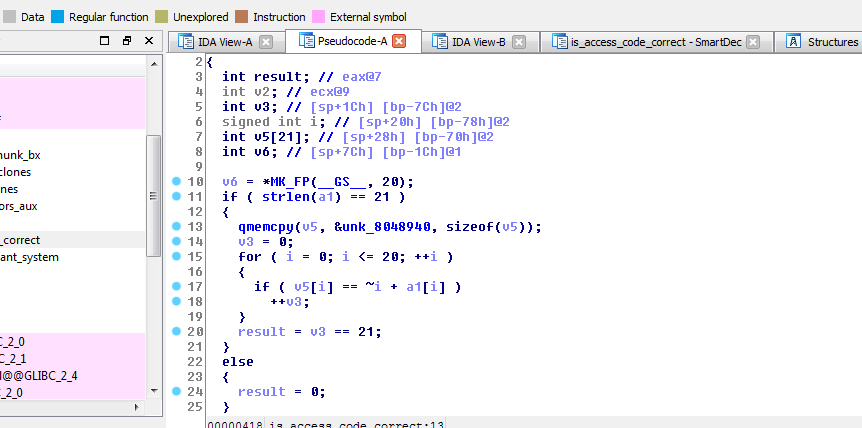 Data Regular function Unexplored Instruction External symbol
IDA View-A Pseudocode-A IDA View-B is_access_code_correct - SmartDec Structures
2 {
3 int result; // eax@7
4 int v2; // ecx@9
5 int v3; // [sp+1Ch] [bp-7Ch]@2
6 signed int i; // [sp+20h] [bp-78h]@2
7 int v5[21]; // [sp+28h] [bp-70h]@2
8 int v6; // [sp+7Ch] [bp-1Ch]@1
9
10 v6 = *MK_FP(__GS__, 20);
11 if ( strlen(a1) == 21 )
12 {
13 qmemcpy(v5, &unk_8048940, sizeof(v5));
14 v3 = 0;
15 for ( i = 0; i <= 20; ++i )
16 {
17 if ( v5[i] == ~i + a1[i] )
18 ++v3;
19 }
20 result = v3 == 21;
21 }
22 else
23 {
24 result = 0;
25 }
00000418 is_access_code_correct:13
unk_bx
clones
nes
ors_aux
_correct
ant_system
C_2_0
C_2_1
@@GLIBC_2_4
_2_0